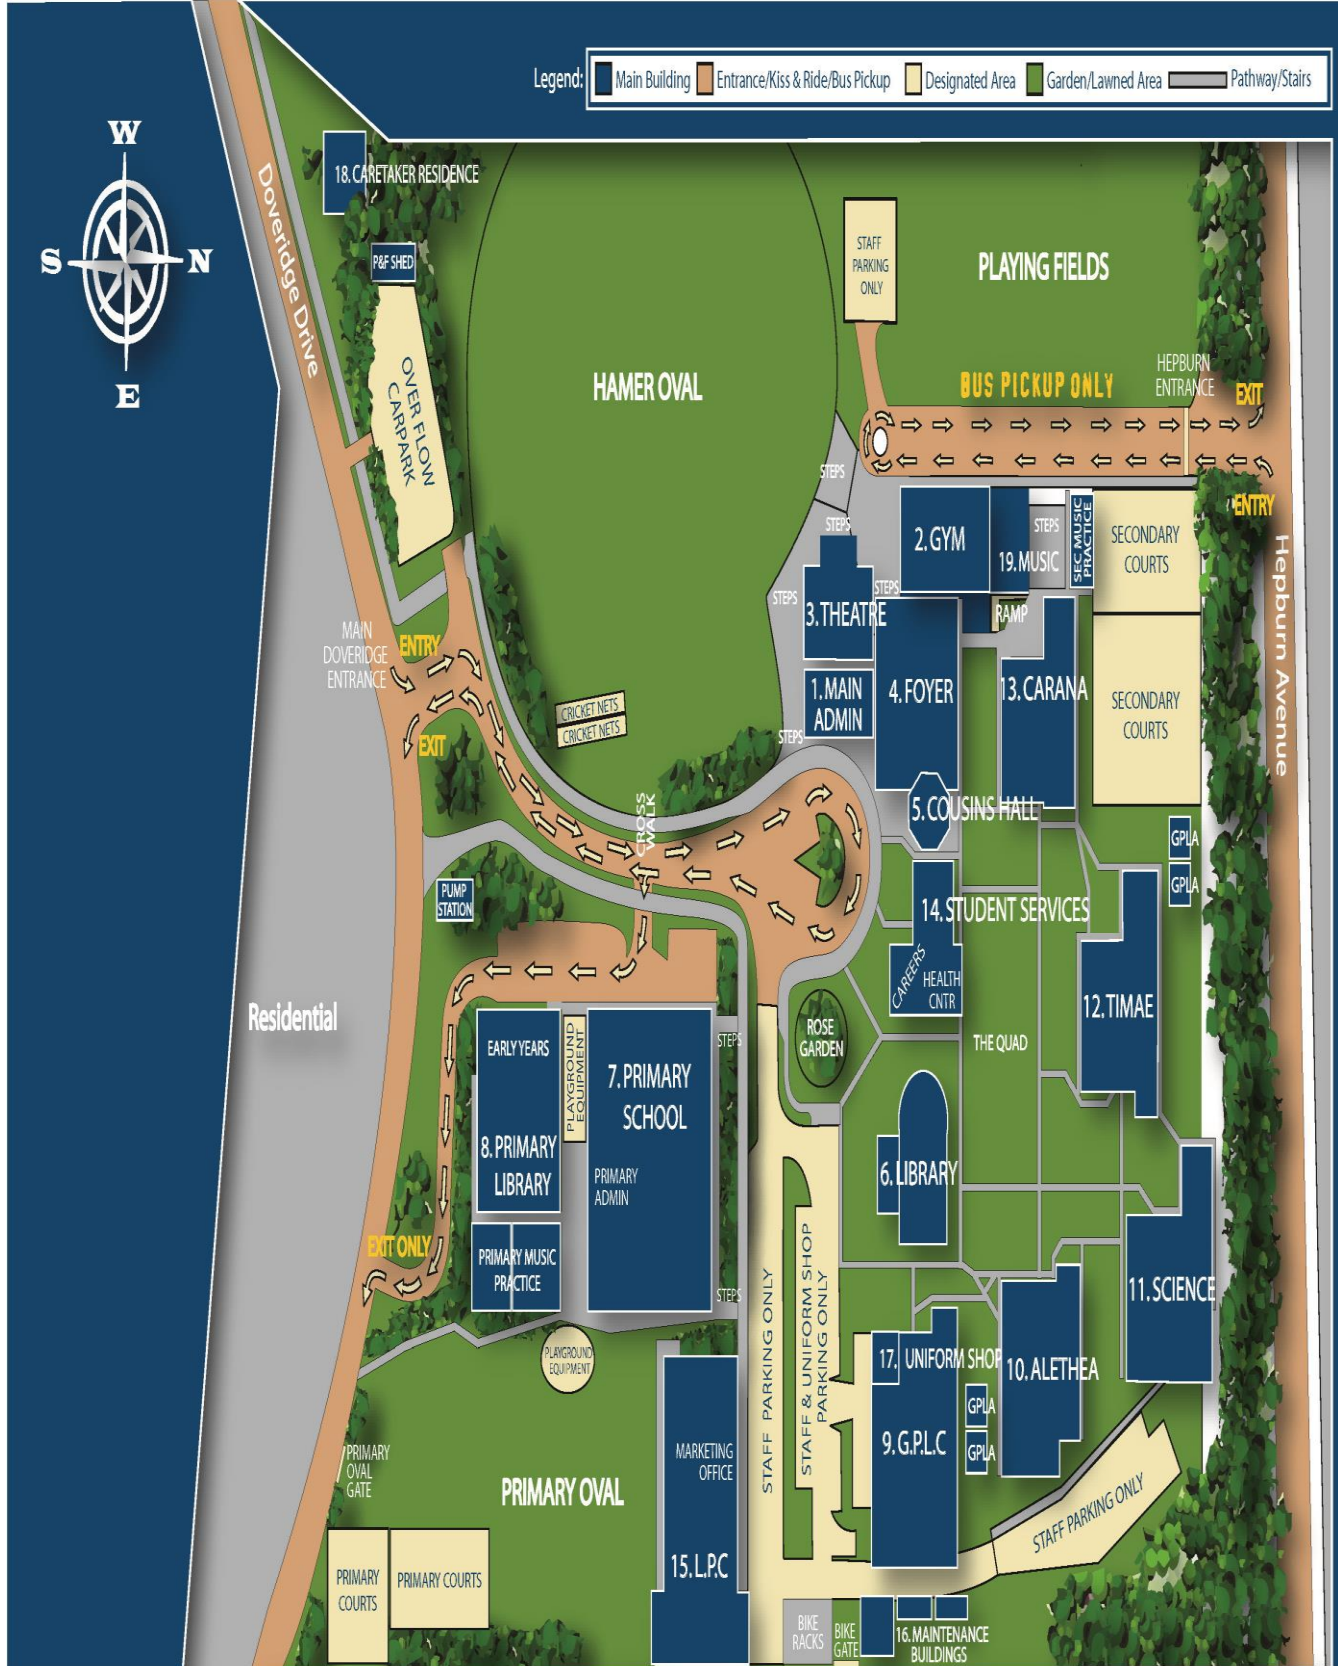 Legend:
Main Building
Entrance/Kiss & Ride/Bus Pickup
Designated Area
Garden/Lawned Area
Pathway/Stairs
W
S
N
E
Doveridge Drive
18. CARETAKER RESIDENCE
P&F SHED
OVER FLOW
CARPARK
HAMER OVAL
STAFF
PARKING
ONLY
PLAYING FIELDS
BUS PICKUP ONLY
HEPBURN
ENTRANCE
EXIT
ENTRY
Hepburn Avenue
STEPS
STEPS
STEPS
STEPS
STEPS
2. GYM
19. MUSIC
STEPS
SEC MUSIC
PRACTICE
SECONDARY
COURTS
RAMP
3. THEATRE
1. MAIN
ADMIN
4. FOYER
13. CARANA
SECONDARY
COURTS
MAIN
DOVERIDGE
ENTRANCE
ENTRY
EXIT
CRICKET NETS
CRICKET NETS
CROSS
WALK
5. COUSINS HALL
GPLA
GPLA
PUMP
STATION
14. STUDENT SERVICES
CAREERS
HEALTH
CNTR
12. TIMAE
Residential
ROSE
GARDEN
THE QUAD
EARLY YEARS
PLAYGROUND
EQUIPMENT
7. PRIMARY
SCHOOL
STEPS
8. PRIMARY
LIBRARY
PRIMARY
ADMIN
6. LIBRARY
EXIT ONLY
PRIMARY MUSIC
PRACTICE
STEPS
STAFF PARKING ONLY
STAFF & UNIFORM SHOP
PARKING ONLY
11. SCIENCE
PLAYGROUND
EQUIPMENT
17. UNIFORM SHOP
10. ALETHEA
GPLA
GPLA
9. G.P.L.C
MARKETING
OFFICE
PRIMARY
OVAL
GATE
PRIMARY OVAL
STAFF PARKING ONLY
15. L.P.C
PRIMARY
COURTS
PRIMARY COURTS
BIKE
RACKS
BIKE
GATE
16. MAINTENANCE
BUILDINGS